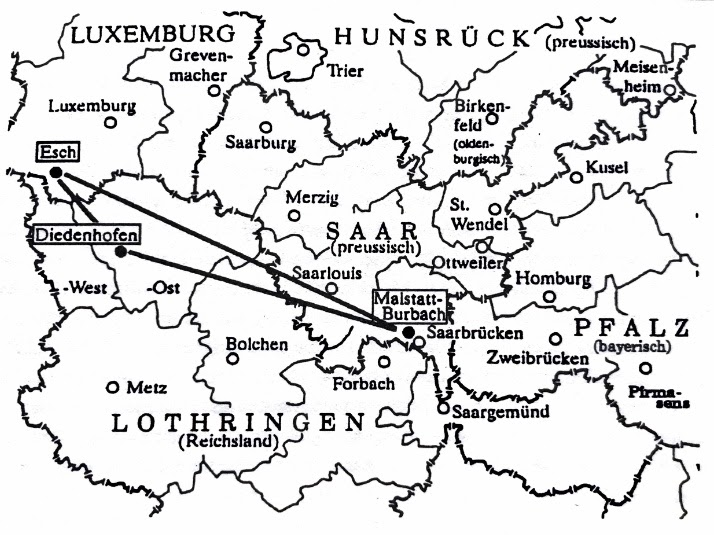 LUXEMBURG
HUNSRÜCK (preussisch)
Greven-
macher
Trier
Meisen-
heim
Luxemburg
Birken-
feld
(olden-
burgisch)
Saarburg
Esch
Kusel
Merzig
St.
Wendel
SAAR
(preussisch)
Diedenhofen
Ottweiler
Saarlouis
Homburg
-West
-Ost
Malstatt-
Burbach
Saarbrücken
PFALZ
(bayerisch)
Bolchen
Zweibrücken
Forbach
Metz
Pirma-
sens
LOTHRINGEN
(Reichsland)
Saargemünd